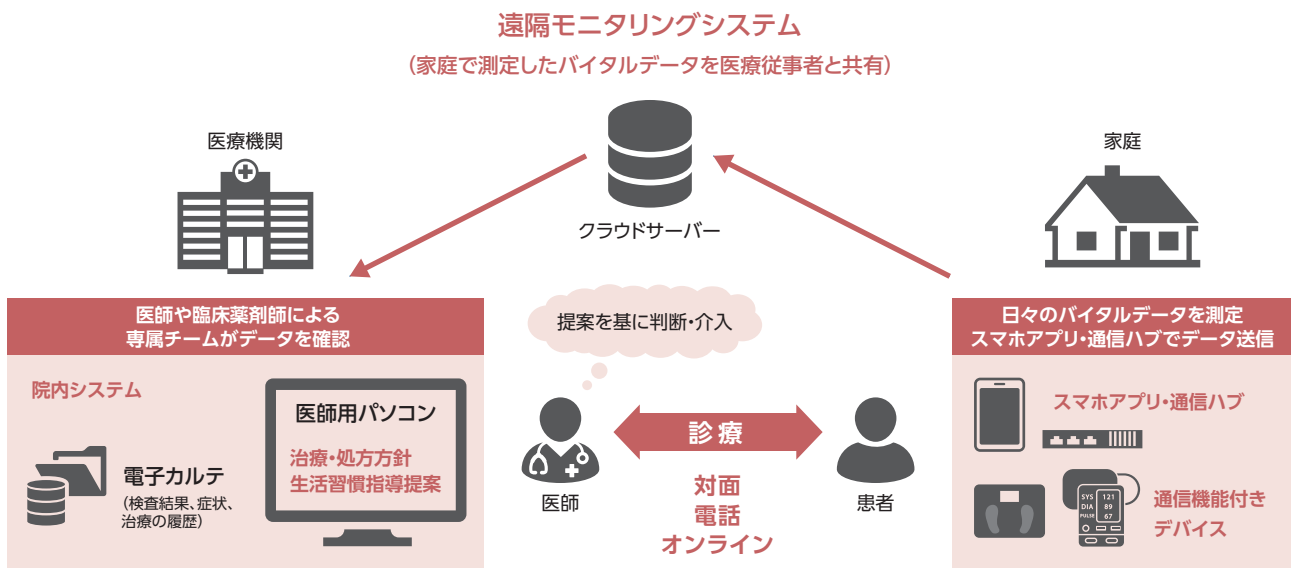 遠隔モニタリングシステム
（家庭で測定したバイタルデータを医療従事者と共有）
医療機関
家庭
クラウドサーバー
医師や臨床薬剤師による
専属チームがデータを確認
院内システム
電子カルテ
（検査結果、症状、
治療の履歴）
医師用パソコン
治療・処方方針
生活習慣指導提案
提案を基に判断・介入
医師
診療
対面
電話
オンライン
患者
日々のバイタルデータを測定
スマホアプリ・通信ハブでデータ送信
スマホアプリ・通信ハブ
SYS 121
DIA 89
PULSE 67
通信機能付き
デバイス